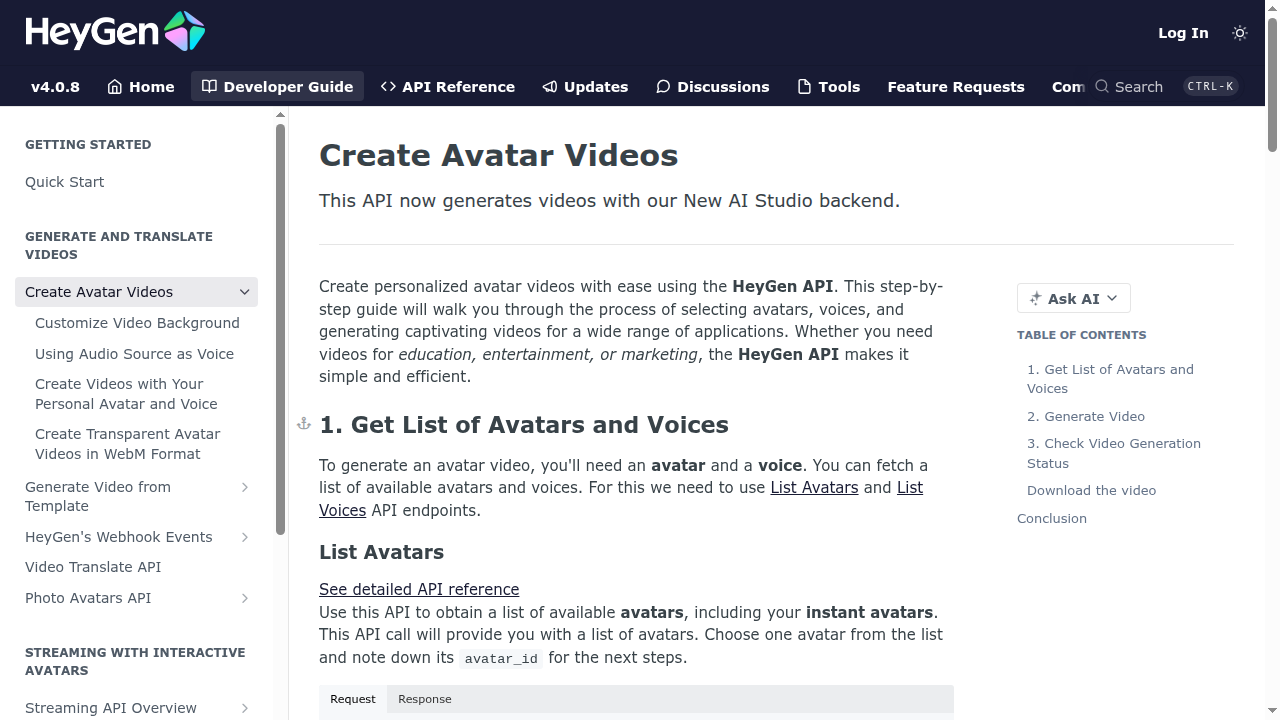 HeyGen
Log In
v4.0.8
Home
Developer Guide
API Reference
Updates
Discussions
Tools
Feature Requests
Com
Search
CTRL-K
GETTING STARTED
Quick Start
GENERATE AND TRANSLATE
VIDEOS
Create Avatar Videos
Customize Video Background
Using Audio Source as Voice
Create Videos with Your
Personal Avatar and Voice
Create Transparent Avatar
Videos in WebM Format
Generate Video from
Template
HeyGen's Webhook Events
Video Translate API
Photo Avatars API
STREAMING WITH INTERACTIVE
AVATARS
Streaming API Overview
Create Avatar Videos
This API now generates videos with our New AI Studio backend.
Create personalized avatar videos with ease using the HeyGen API. This step-by-
step guide will walk you through the process of selecting avatars, voices, and
generating captivating videos for a wide range of applications. Whether you need
videos for education, entertainment, or marketing, the HeyGen API makes it
simple and efficient.
1. Get List of Avatars and Voices
To generate an avatar video, you'll need an avatar and a voice. You can fetch a
list of available avatars and voices. For this we need to use List Avatars and List
Voices API endpoints.
List Avatars
See detailed API reference
Use this API to obtain a list of available avatars, including your instant avatars.
This API call will provide you with a list of avatars. Choose one avatar from the list
and note down its avatar_id for the next steps.
Request
Response
Ask AI
TABLE OF CONTENTS
1. Get List of Avatars and
Voices
2. Generate Video
3. Check Video Generation
Status
Download the video
Conclusion